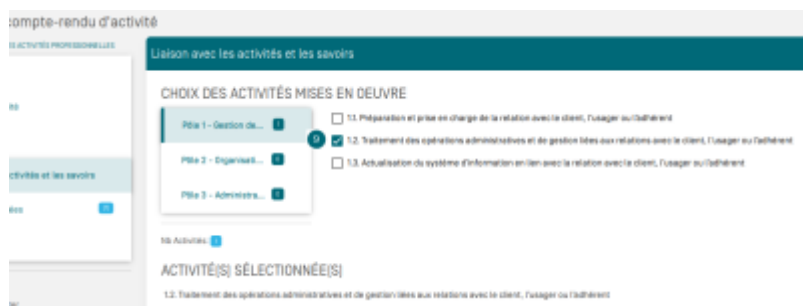 compte-rendu d'activité
ES ACTIVITÉS PROFESSIONNELLES
Liaison avec les activités et les savoirs
CHOIX DES ACTIVITÉS MISES EN OEUVRE
Pôle 1 - Gestion de...
1.1. Préparation et prise en charge de la relation avec le client, l'usager ou l'adhérent
9
1.2. Traitement des opérations administratives et de gestion liées aux relations avec le client, l'usager ou l'adhérent
Pôle 2 - Organisati...
1.3. Actualisation du système d'information en lien avec la relation avec le client, l'usager ou l'adhérent
ctivités et les savoirs
Pôle 3 - Administra...
Nb Activités:
ACTIVITÉ(S) SÉLECTIONNÉE(S)
1.2. Traitement des opérations administratives et de gestion liées aux relations avec le client, l'usager ou l'adhérent